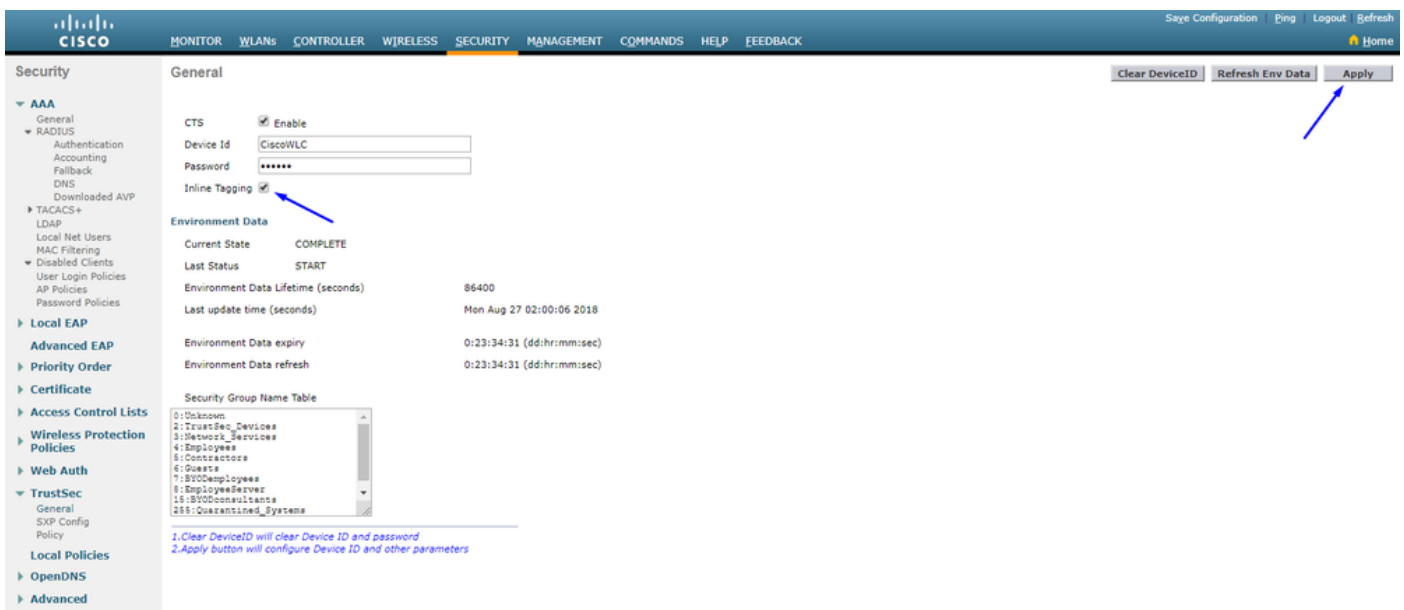 Save Configuration Ping Logout Refresh
CISCO MONITOR WLANs CONTROLLER WIRELESS SECURITY MANAGEMENT COMMANDS HELP FEEDBACK Home
Security
AAA
General
RADIUS
Authentication
Accounting
Fallback
DNS
Downloaded AVP
TACACS+
LDAP
Local Net Users
MAC Filtering
Disabled Clients
User Login Policies
AP Policies
Password Policies
Local EAP
Advanced EAP
Priority Order
Certificate
Access Control Lists
Wireless Protection
Policies
Web Auth
TrustSec
General
SXP Config
Policy
Local Policies
OpenDNS
Advanced
General Clear DeviceID Refresh Env Data Apply
CTS Enable
Device Id CiscoWLC
Password ••••••
Inline Tagging
Environment Data
Current State COMPLETE
Last Status START
Environment Data Lifetime (seconds) 86400
Last update time (seconds) Mon Aug 27 02:00:06 2018
Environment Data expiry 0:23:34:31 (dd:hr:mm:sec)
Environment Data refresh 0:23:34:31 (dd:hr:mm:sec)
Security Group Name Table
0:Unknown
2:TrustSec_Devices
3:Network_Services
4:Employees
5:Contractors
6:Guests
7:BYODemployees
8:EmployeeServer
15:BYODconsultants
255:Quarantined_Systems
1.Clear DeviceID will clear Device ID and password
2.Apply button will configure Device ID and other parameters